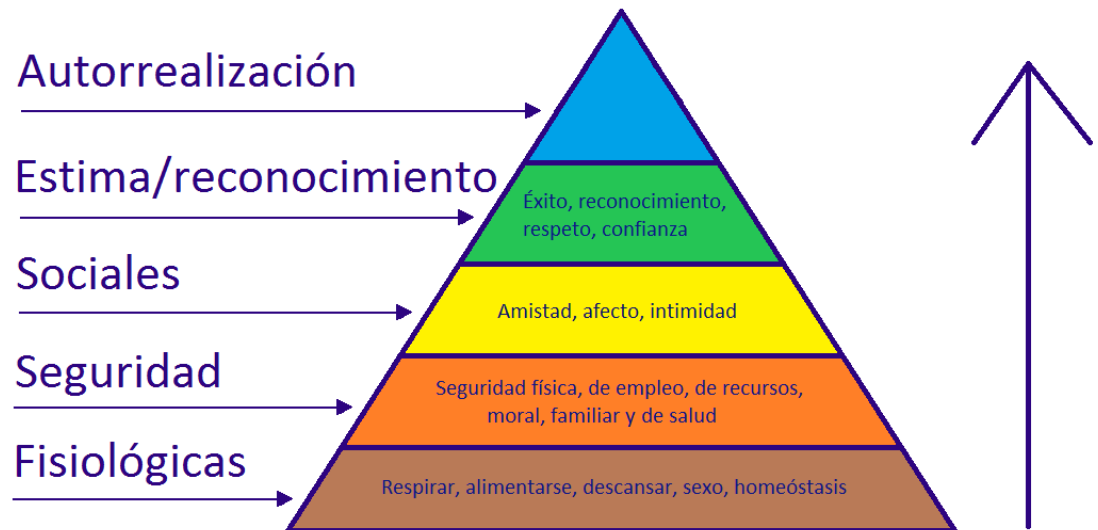 Autorrealización
Estima/reconocimiento
Éxito, reconocimiento,
respeto, confianza
Sociales
Amistad, afecto, intimidad
Seguridad
Seguridad física, de empleo, de recursos,
moral, familiar y de salud
Fisiológicas
Respirar, alimentarse, descansar, sexo, homeóstasis